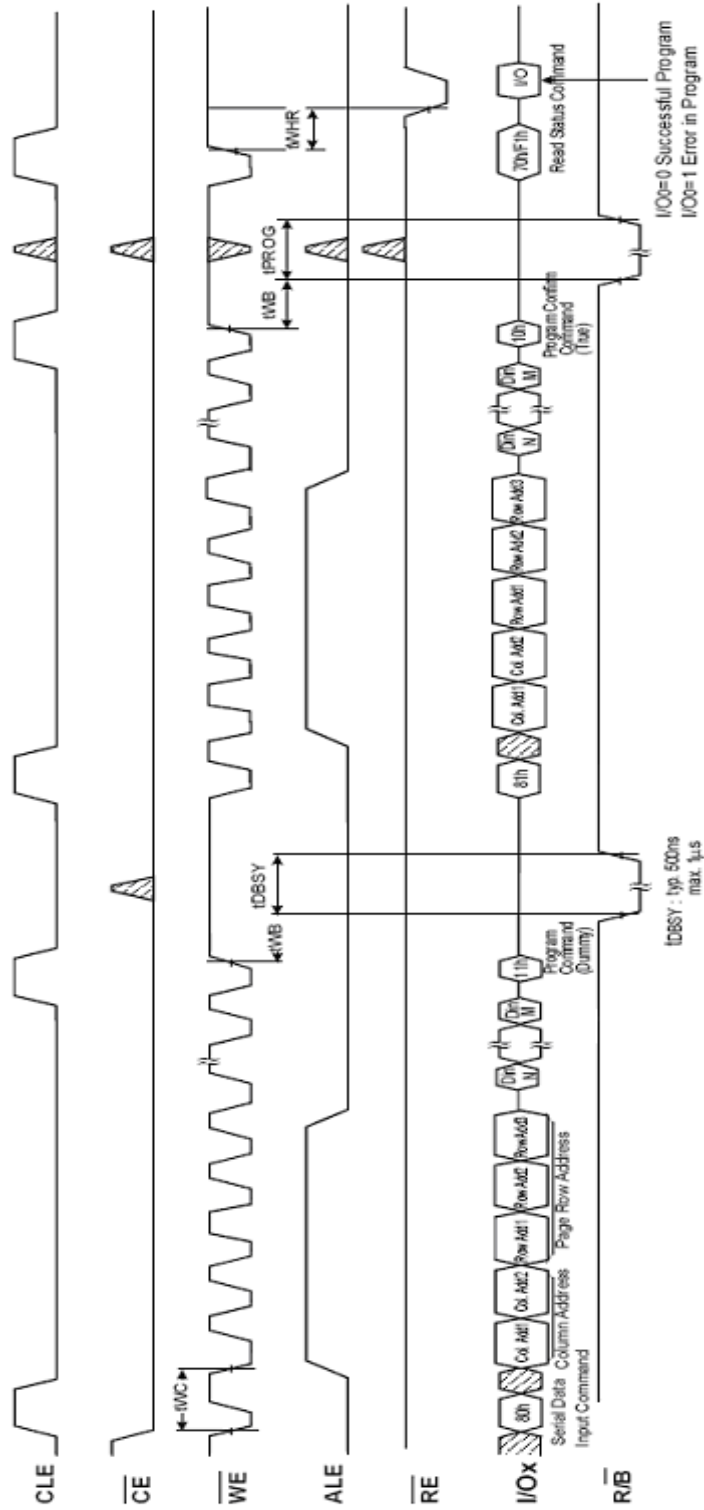 CLE
CE
WE
ALE
RE
I/Ox
R/B
tWC
tWB
tDBSY
tWB
tPROG
tWHR
80h
Col. Add1
Col. Add2
Row Add1
Row Add2
Row Add3
Din
N
Din
M
11h
81h
Col. Add1
Col. Add2
Row Add1
Row Add2
Row Add3
Din
N
Din
M
10h
70h/F1h
I/O
Serial Data
Input Command
Column Address
Page Row Address
Program
Command
(Dummy)
Program Confirm
Command
(True)
Read Status Command
tDBSY : typ. 500ns
max. 1μs
I/O0=0 Successful Program
I/O0=1 Error in Program